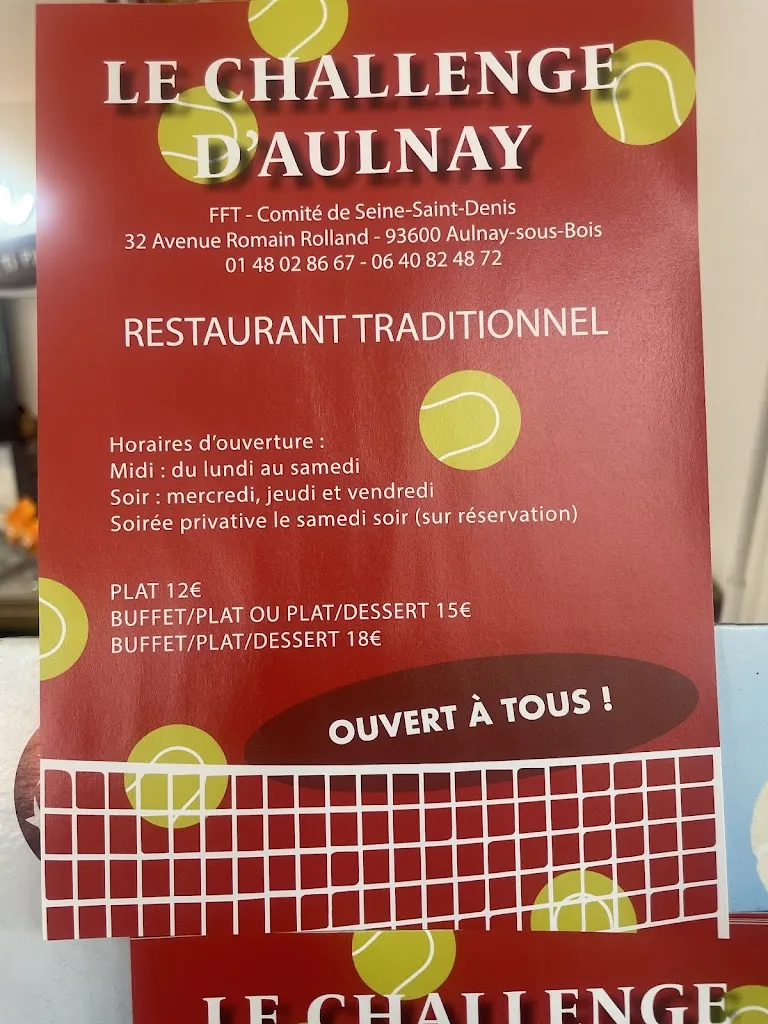 LE CHALLENGE
D'AULNAY
FFT - Comité de Seine-Saint-Denis
32 Avenue Romain Rolland - 93600 Aulnay-sous-Bois
01 48 02 86 67 - 06 40 82 48 72
RESTAURANT TRADITIONNEL
Horaires d'ouverture :
Midi : du lundi au samedi
Soir : mercredi, jeudi et vendredi
Soirée privative le samedi soir (sur réservation)
PLAT 12€
BUFFET/PLAT OU PLAT/DESSERT 15€
BUFFET/PLAT/DESSERT 18€
OUVERT À TOUS !
LE CHALLENGE